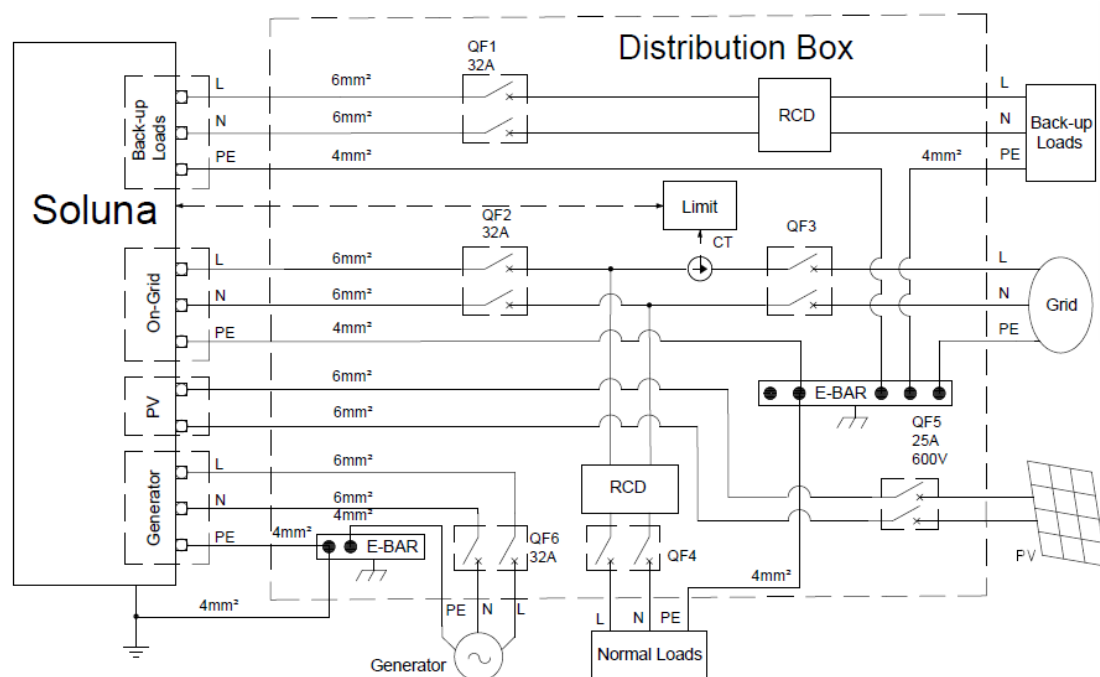 Distribution Box
QF1
32A
L
6mm²
N
6mm²
PE
4mm²
Back-up
Loads
RCD
L
N
4mm²
PE
Back-up
Loads
Soluna
Limit
CT
QF2
32A
QF3
On-Grid
L
6mm²
N
6mm²
PE
4mm²
L
N
PE
Grid
PV
6mm²
6mm²
E-BAR
QF5
25A
600V
PV
Generator
L
6mm²
N
6mm²
4mm²
PE
4mm²
E-BAR
QF6
32A
RCD
QF4
4mm²
4mm²
PE
N
L
Generator
L
N
PE
Normal Loads